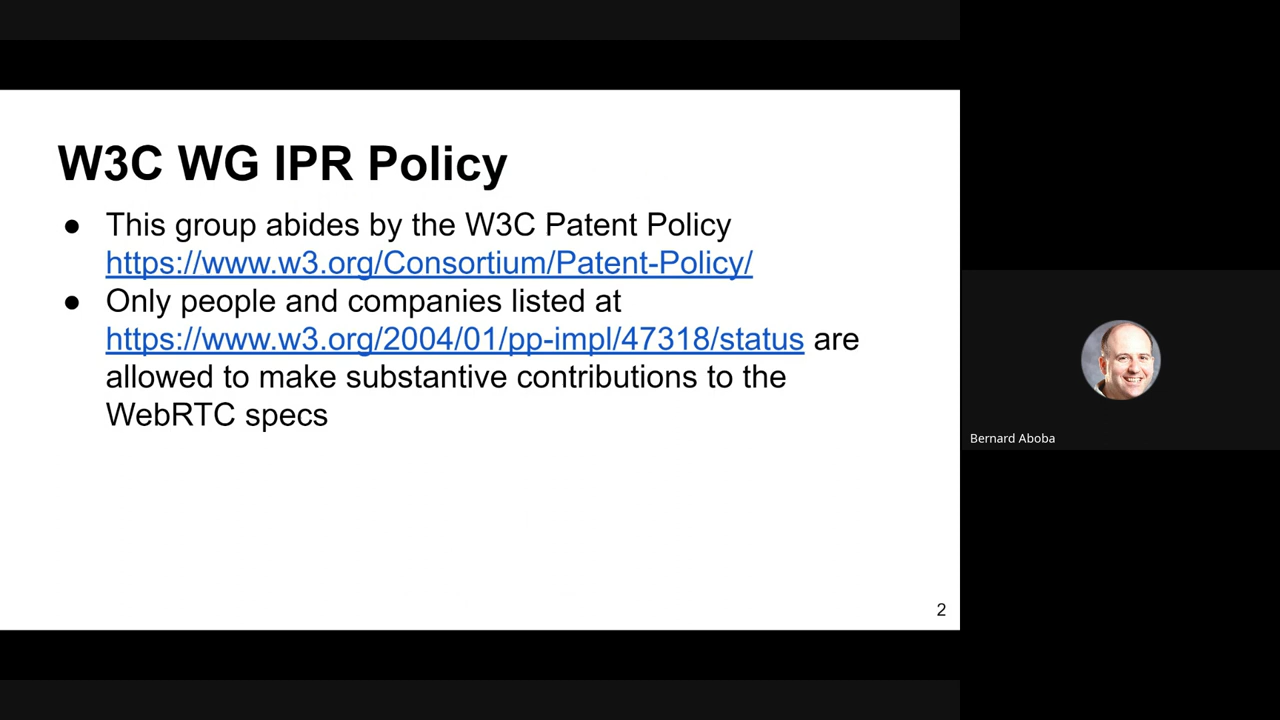 W3C WG IPR Policy
● This group abides by the W3C Patent Policy
https://www.w3.org/Consortium/Patent-Policy/
● Only people and companies listed at
https://www.w3.org/2004/01/pp-impl/47318/status are
allowed to make substantive contributions to the
WebRTC specs
2
Bernard Aboba